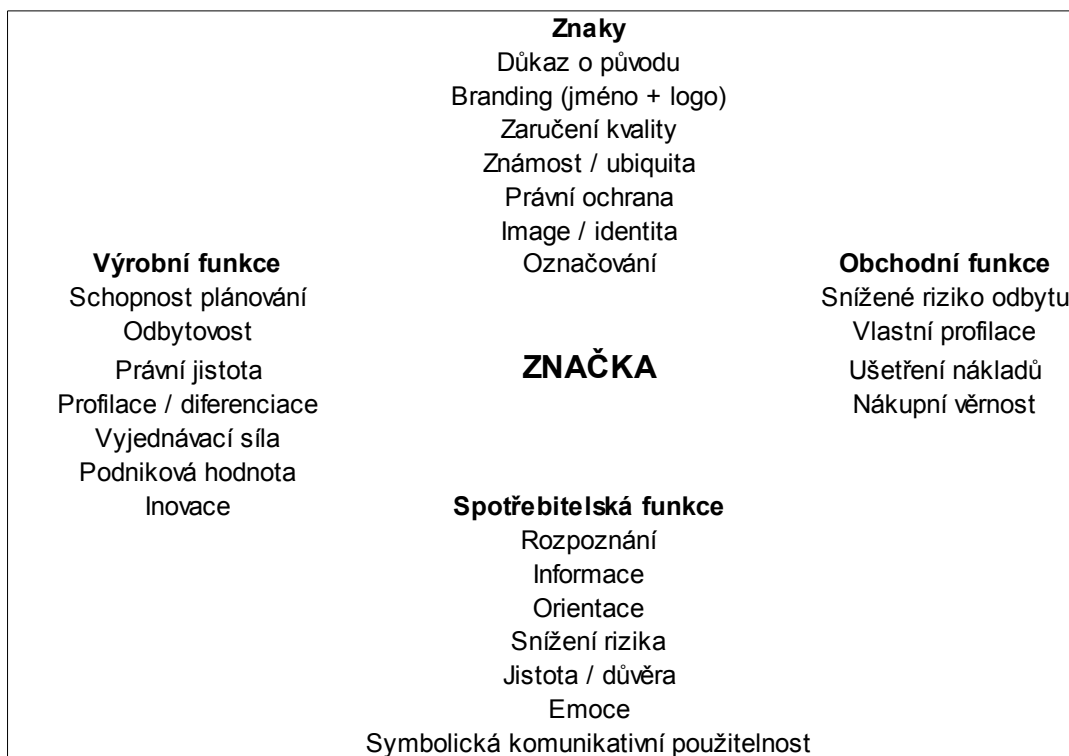 Znaky
Důkaz o původu
Branding (jméno + logo)
Zaručení kvality
Známost / ubiquita
Právní ochrana
Image / identita
Označování
Výrobní funkce
Schopnost plánování
Odbytovost
Právní jistota
Profilace / diferenciace
Vyjednávací síla
Podniková hodnota
Inovace
ZNAČKA
Obchodní funkce
Snížené riziko odbytu
Vlastní profilace
Ušetření nákladů
Nákupní věrnost
Spotřebitelská funkce
Rozpoznání
Informace
Orientace
Snížení rizika
Jistota / důvěra
Emoce
Symbolická komunikativní použitelnost